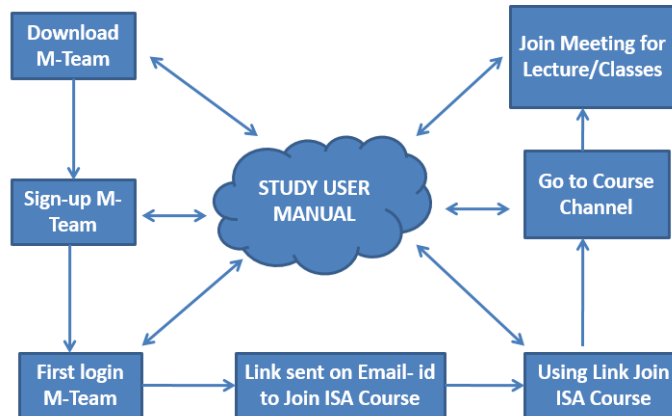 Download
M-Team
Join Meeting for
Lecture/Classes
STUDY USER
MANUAL
Sign-up M-
Team
Go to Course
Channel
First login
M-Team
Link sent on Email- id
to Join ISA Course
Using Link Join
ISA Course